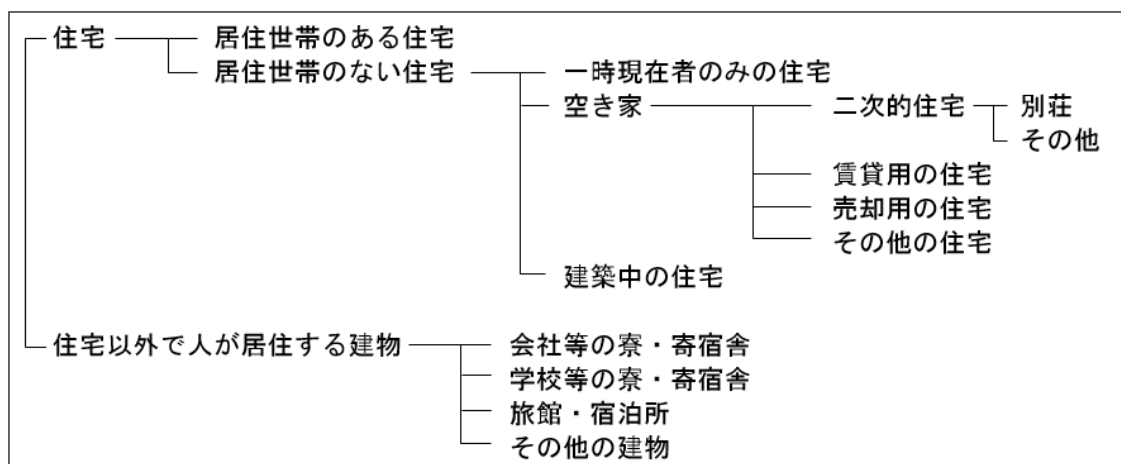 住宅 居住世帯のある住宅
居住世帯のない住宅 一時現在者のみの住宅
空き家 二次的住宅 別荘
その他
賃貸用の住宅
売却用の住宅
その他の住宅
建築中の住宅
住宅以外で人が居住する建物 会社等の寮・寄宿舎
学校等の寮・寄宿舎
旅館・宿泊所
その他の建物